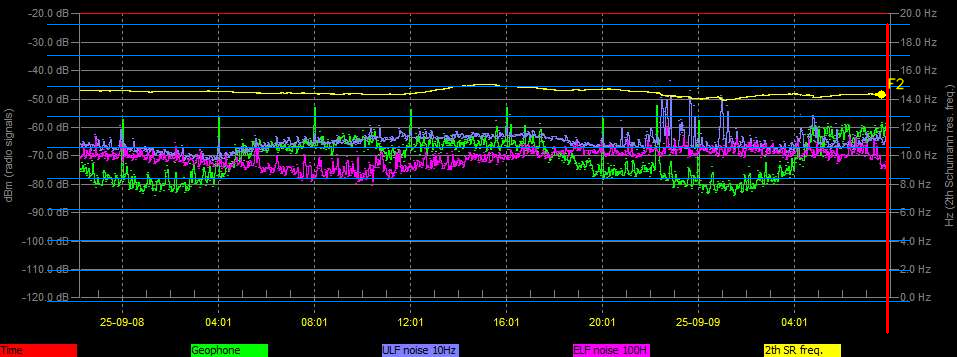 -20.0 dB 20.0 Hz
-30.0 dB 18.0 Hz
-40.0 dB 16.0 Hz
F2
-50.0 dB 14.0 Hz
-60.0 dB 12.0 Hz
-70.0 dB 10.0 Hz
-80.0 dB 8.0 Hz
-90.0 dB 6.0 Hz
-100.0 dB 4.0 Hz
-110.0 dB 2.0 Hz
-120.0 dB 0.0 Hz
dBm (radio signals)
Hz (2th Schumann res. freq.)
25-09-08 04:01 08:01 12:01 16:01 20:01 25-09-09 04:01
Time Geophone ULF noise 10Hz ELF noise 100H 2th SR freq.